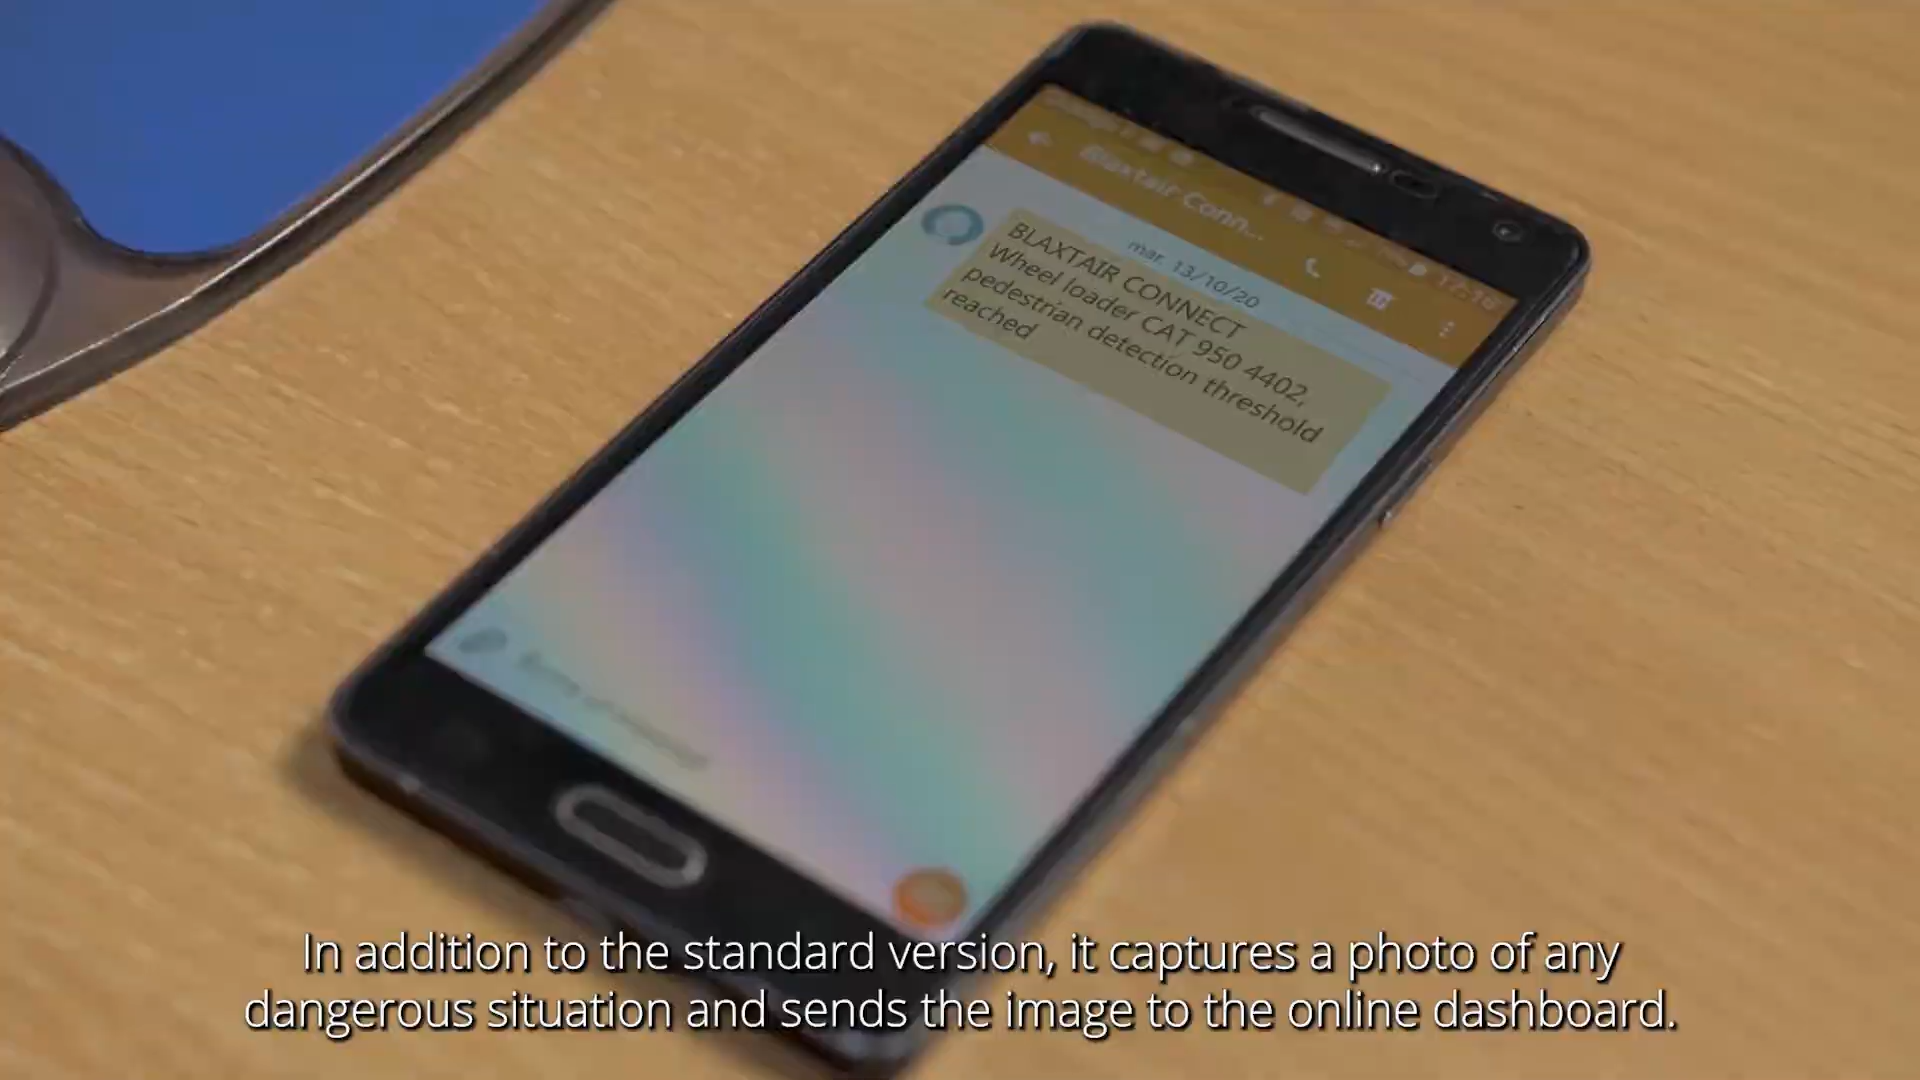 17:18
Blaxtair Conn...
mar. 13/10/20
BLAXTAIR CONNECT
Wheel loader CAT 950 4402,
pedestrian detection threshold
reached
In addition to the standard version, it captures a photo of any
dangerous situation and sends the image to the online dashboard.